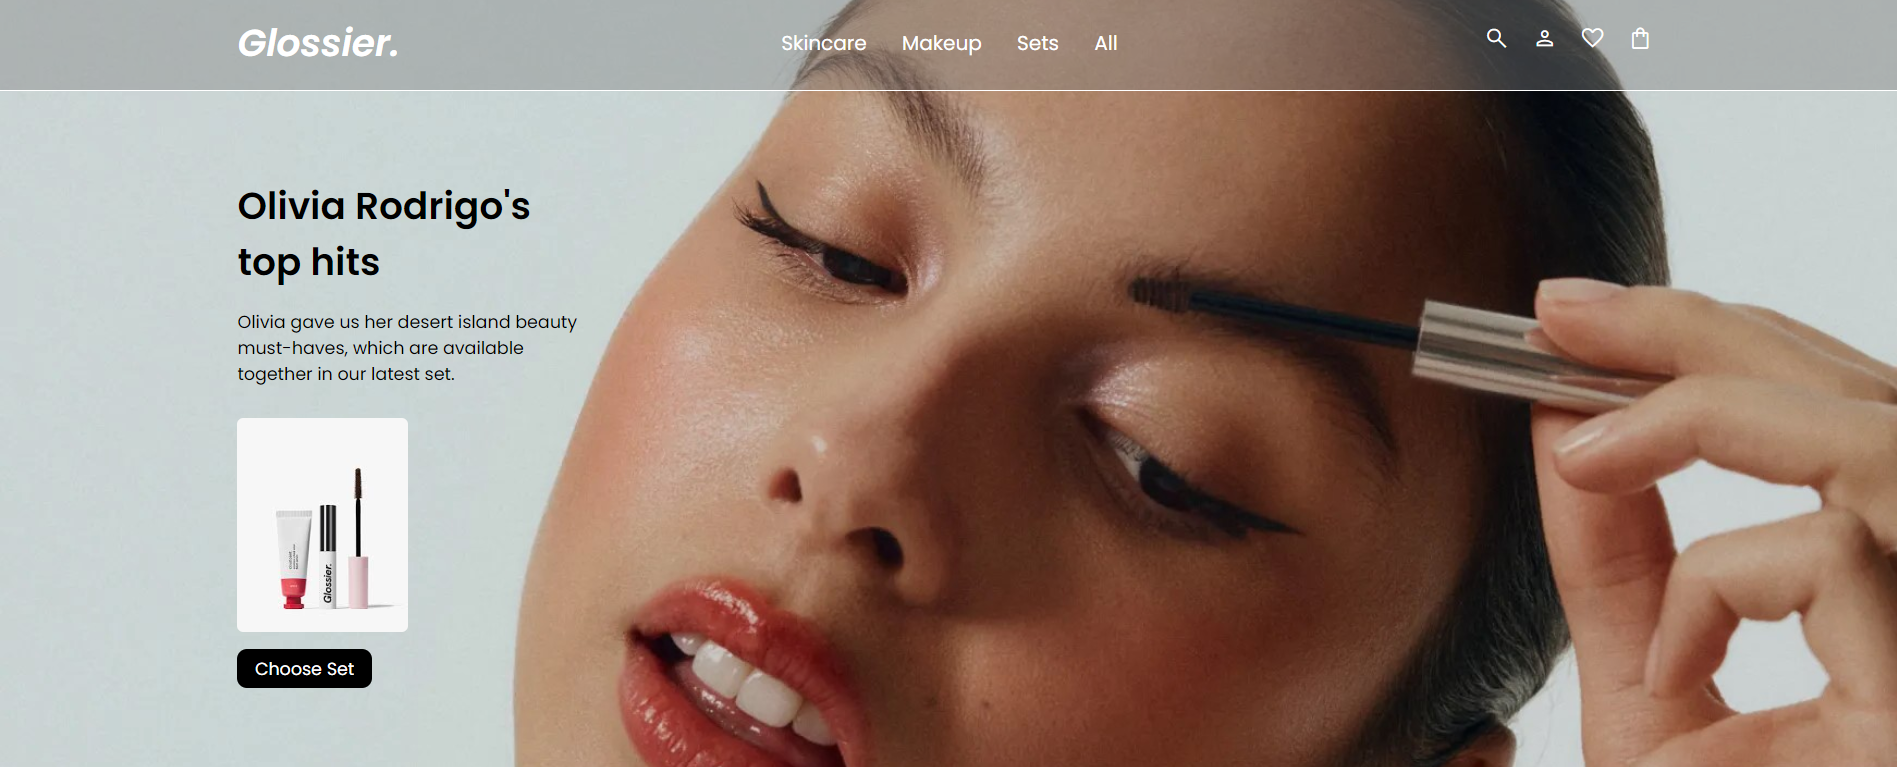 Glossier.
Skincare Makeup Sets All
Olivia Rodrigo's
top hits
Olivia gave us her desert island beauty
must-haves, which are available
together in our latest set.
Glossier.
Choose Set